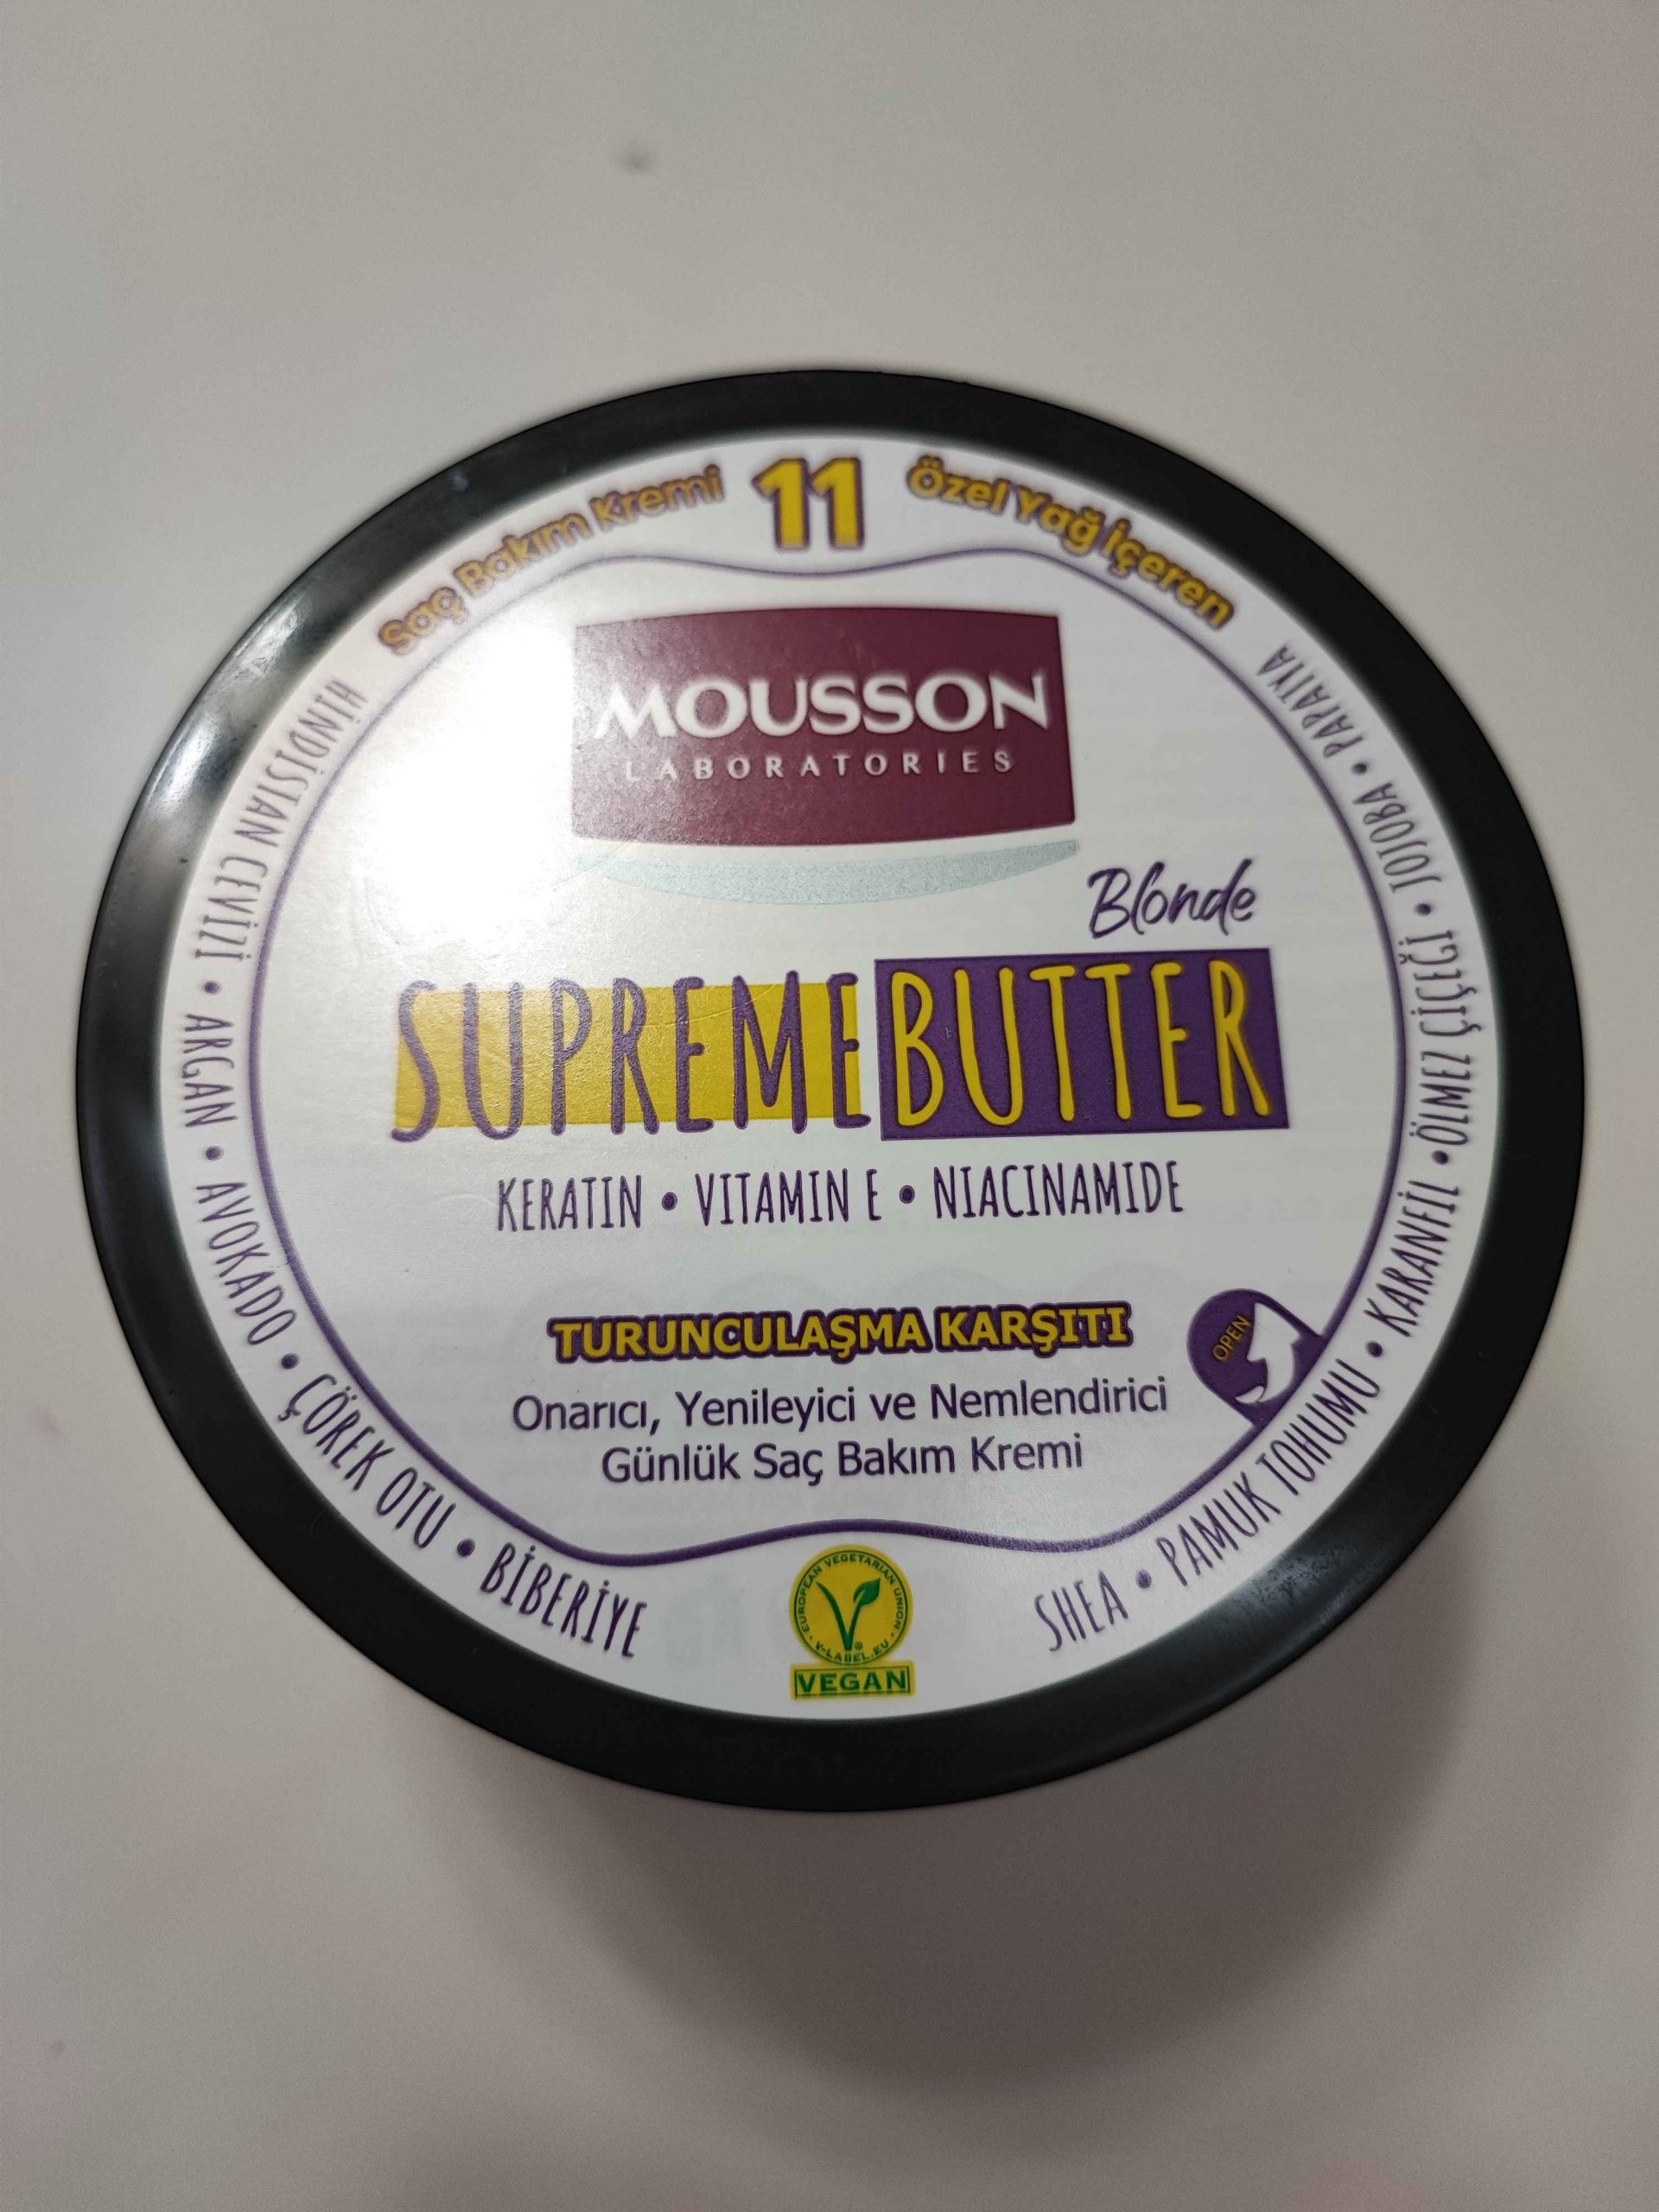 Saç Bakım Kremi 11 Özel Yağ İçeren
MOUSSON
LABORATORIES
Blonde
SUPREME BUTTER
KERATIN • VITAMIN E • NIACINAMIDE
TURUNCULAŞMA KARŞITI
Onarıcı, Yenileyici ve Nemlendirici
Günlük Saç Bakım Kremi
OPEN
HİNDİSTAN CEVİZİ • ARGAN • AVOKADO • ÇÖREK OTU • BİBERİYE
SHEA • PAMUK TOHUMU • KARANFİL • ÖLMEZ ÇİÇEĞİ • JOJOBA • PAPATYA
EUROPEAN VEGETARIAN UNION
V-LABEL.EU
VEGAN